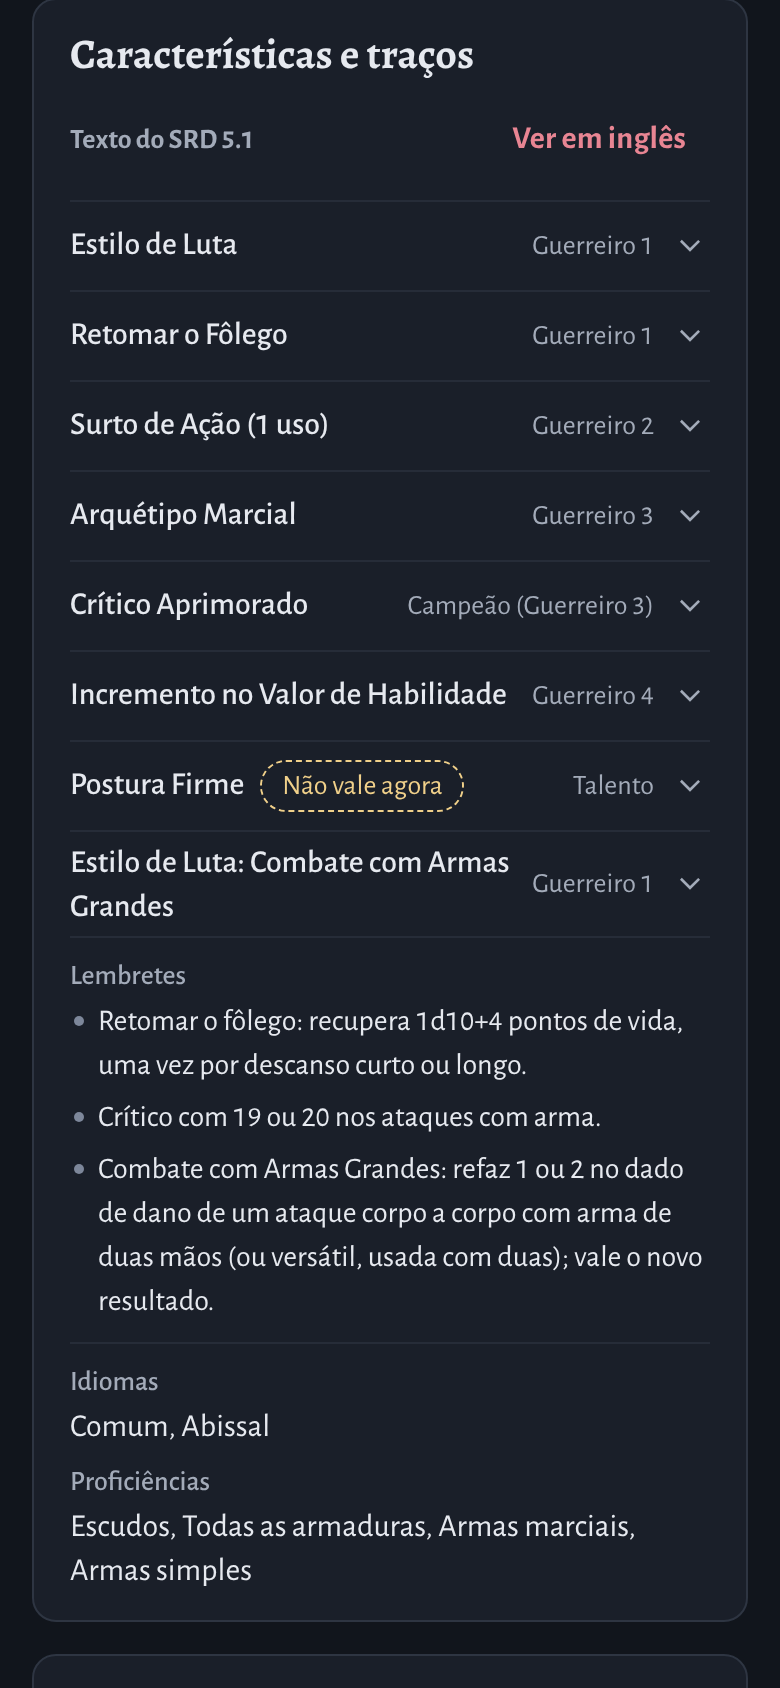 Características e traços
Texto do SRD 5.1
Ver em inglês
Estilo de Luta
Guerreiro 1
Retomar o Fôlego
Guerreiro 1
Surto de Ação (1 uso)
Guerreiro 2
Arquétipo Marcial
Guerreiro 3
Crítico Aprimorado
Campeão (Guerreiro 3)
Incremento no Valor de Habilidade
Guerreiro 4
Postura Firme
Não vale agora
Talento
Estilo de Luta: Combate com Armas
Grandes
Guerreiro 1
Lembretes
• Retomar o fôlego: recupera 1d10+4 pontos de vida,
uma vez por descanso curto ou longo.
• Crítico com 19 ou 20 nos ataques com arma.
• Combate com Armas Grandes: refaz 1 ou 2 no dado
de dano de um ataque corpo a corpo com arma de
duas mãos (ou versátil, usada com duas); vale o novo
resultado.
Idiomas
Comum, Abissal
Proficiências
Escudos, Todas as armaduras, Armas marciais,
Armas simples